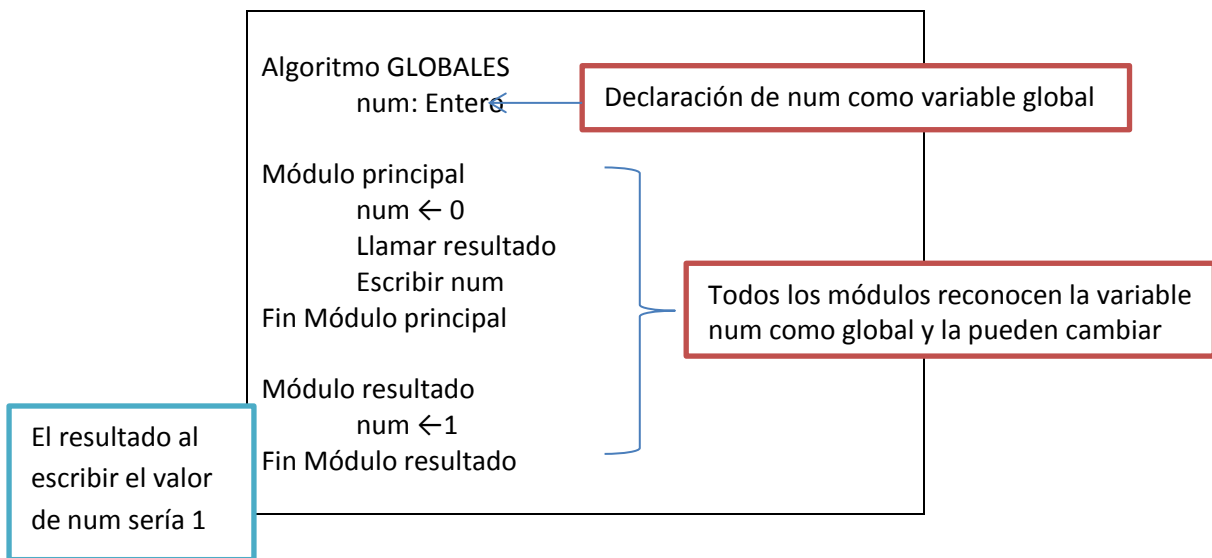 Algoritmo GLOBALES
num: Entero
Declaración de num como variable global
Módulo principal
num ← 0
Llamar resultado
Escribir num
Fin Módulo principal
Todos los módulos reconocen la variable
num como global y la pueden cambiar
Módulo resultado
num ←1
Fin Módulo resultado
El resultado al
escribir el valor
de num sería 1